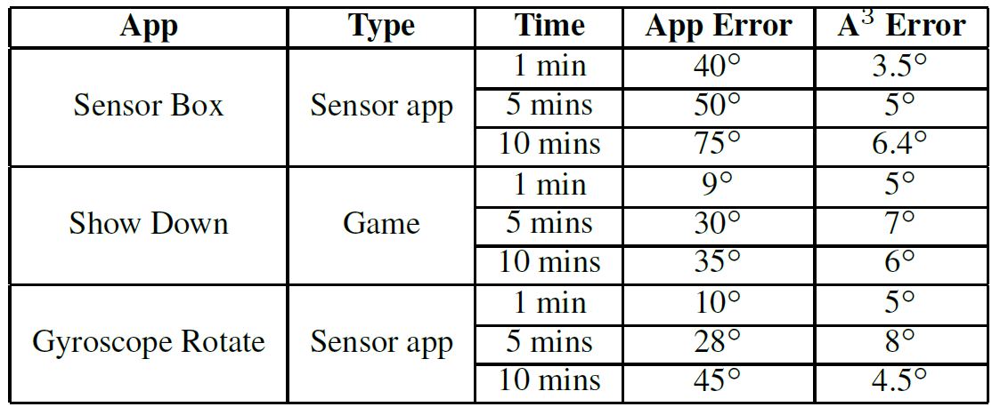 App Type Time App Error A³ Error
1 min 40° 3.5°
Sensor Box Sensor app 5 mins 50° 5°
10 mins 75° 6.4°
1 min 9° 5°
Show Down Game 5 mins 30° 7°
10 mins 35° 6°
1 min 10° 5°
Gyroscope Rotate Sensor app 5 mins 28° 8°
10 mins 45° 4.5°